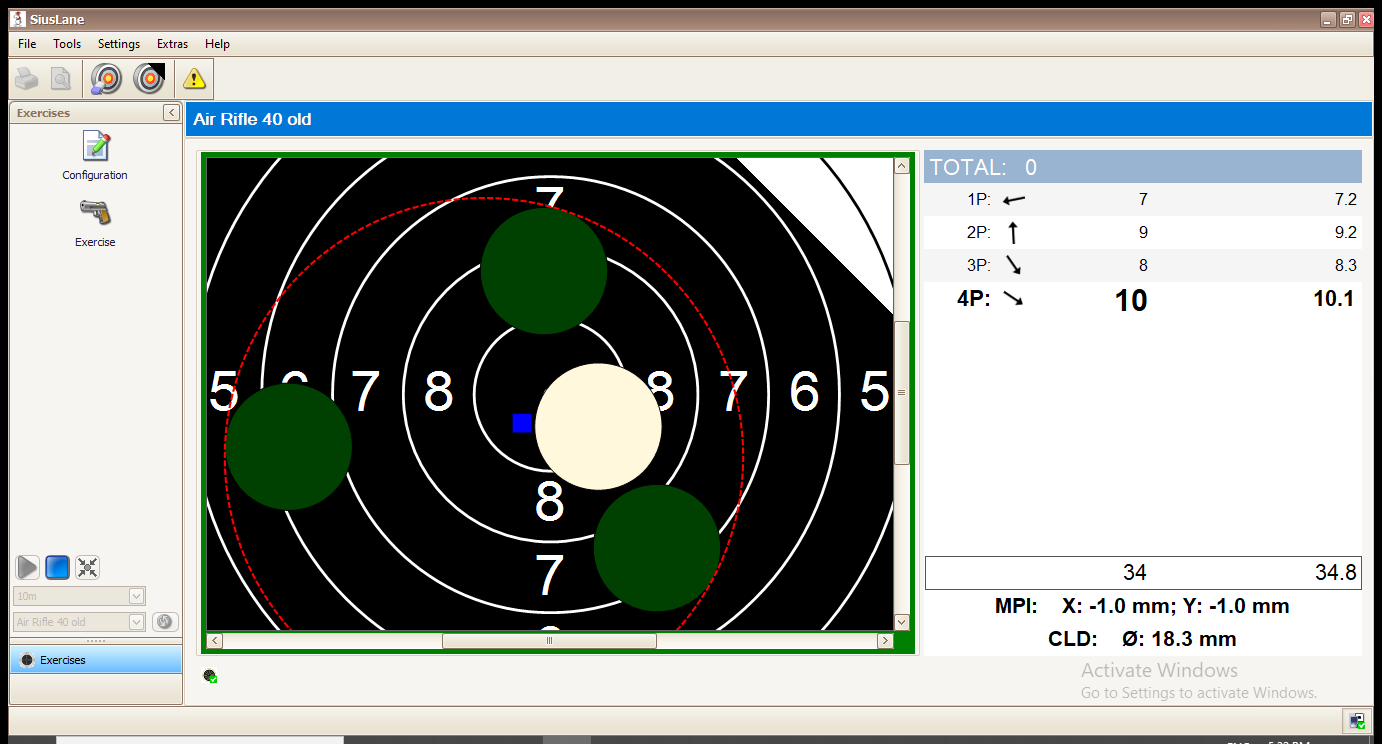 SiusLane
File Tools Settings Extras Help
Exercises
Air Rifle 40 old
Configuration
Exercise
10m
Air Rifle 40 old
Exercises
7
5 7 8 8 7 6 5
8
7
TOTAL: 0
1P: 7 7.2
2P: 9 9.2
3P: 8 8.3
4P: 10 10.1
34 34.8
MPI: X: -1.0 mm; Y: -1.0 mm
CLD: Ø: 18.3 mm
Activate Windows
Go to Settings to activate Windows.